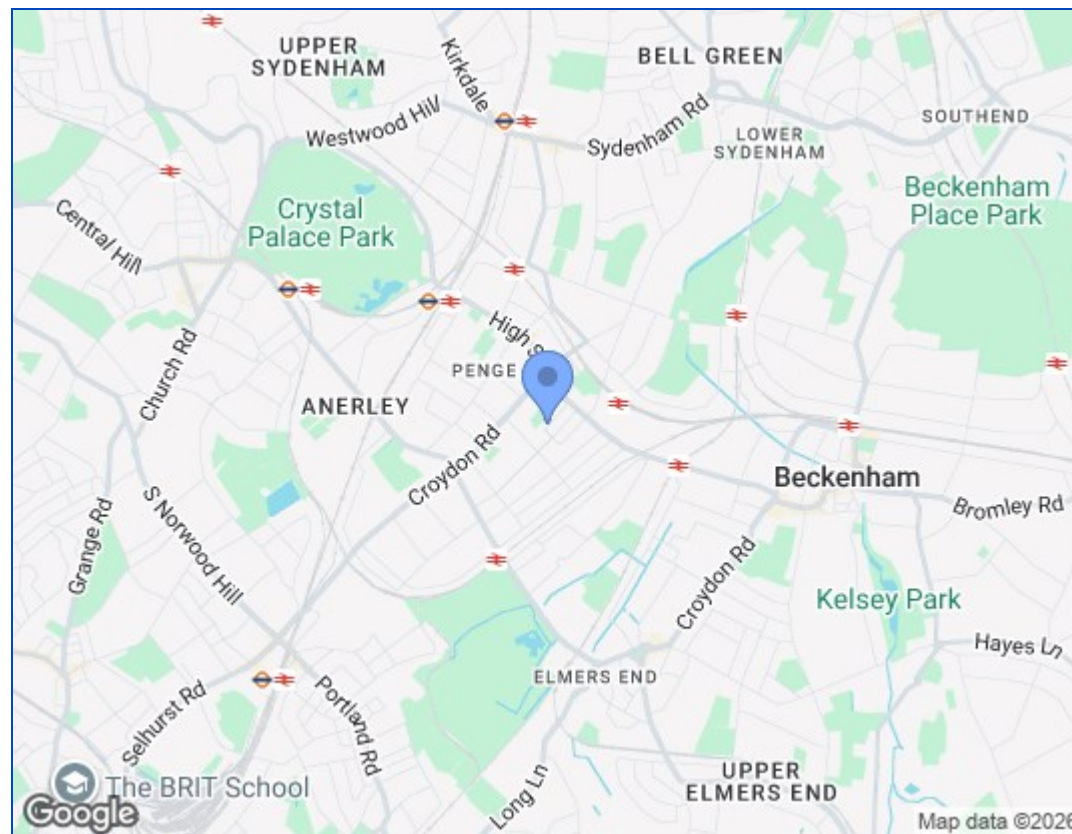 UPPER
SYDENHAM
Kirkdale
BELL GREEN
Westwood Hill
Sydenham Rd
SOUTHEND
LOWER
SYDENHAM
Crystal
Palace Park
Beckenham
Place Park
Central Hill
High S
PENGE
Church Rd
ANERLEY
Croydon Rd
Beckenham
Bromley Rd
Grange Rd
S Norwood Hill
Croydon Rd
Kelsey Park
Hayes Ln
ELMERS END
Selhurst Rd
Portland Rd
The BRIT School
Long Ln
UPPER
ELMERS END
Google
Map data ©2026